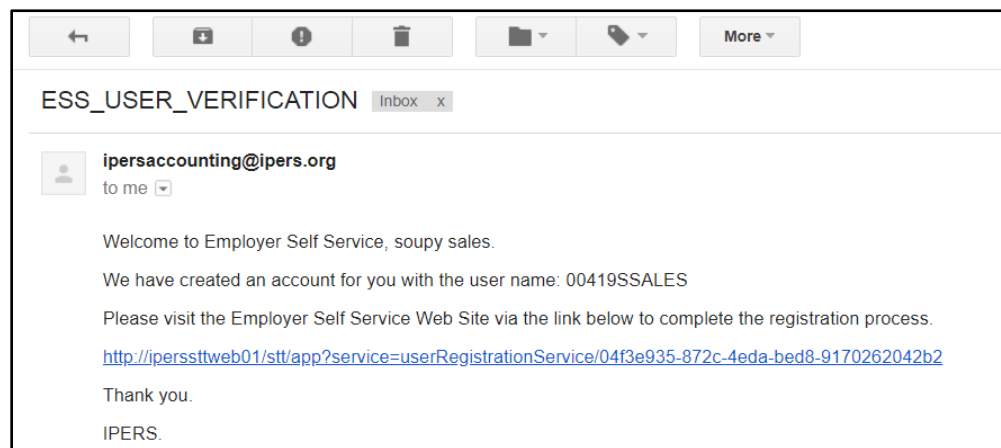 More
ESS_USER_VERIFICATION Inbox x
ipersaccounting@ipers.org
to me
Welcome to Employer Self Service, soupy sales.
We have created an account for you with the user name: 00419SSALES
Please visit the Employer Self Service Web Site via the link below to complete the registration process.
http://iperssttweb01/stt/app?service=userRegistrationService/04f3e935-872c-4eda-bed8-9170262042b2
Thank you.
IPERS.